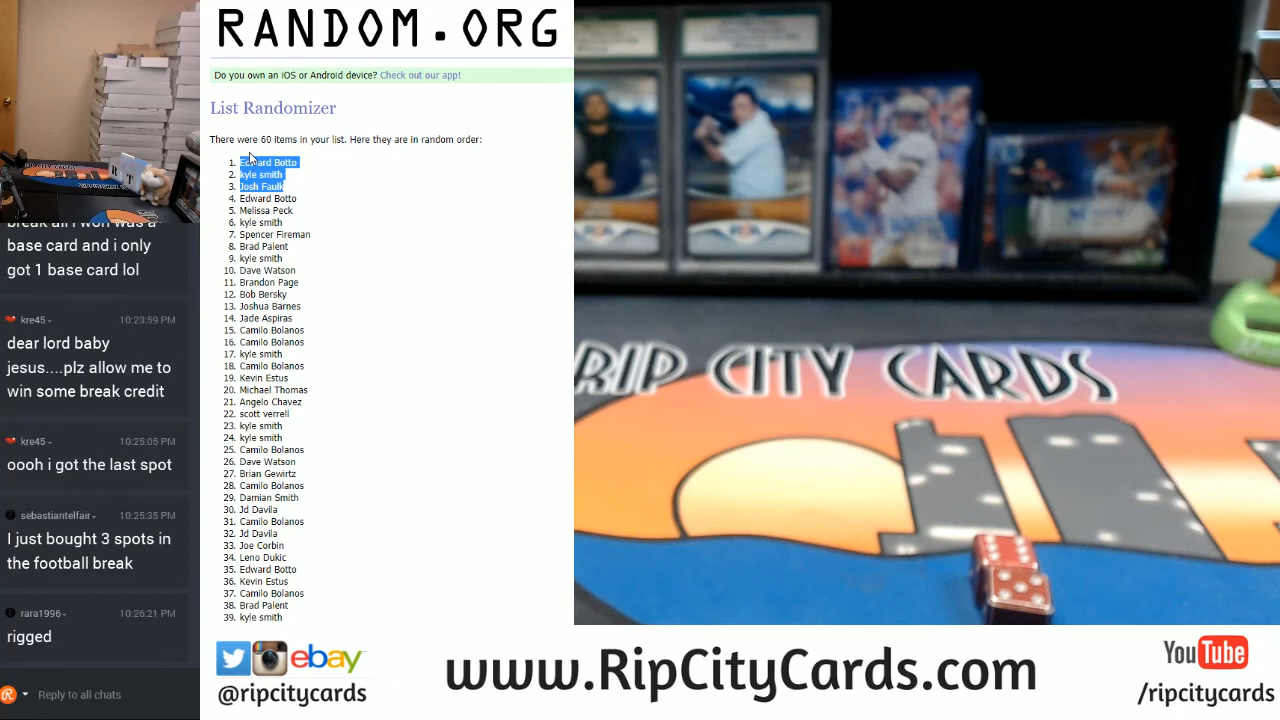 RANDOM.ORG
Do you own an iOS or Android device? Check out our app!
List Randomizer
There were 60 items in your list. Here they are in random order:
1. Edward Botto
2. kyle smith
3. Josh Faulk
4. Edward Botto
5. Melissa Peck
6. kyle smith
7. Spencer Fireman
8. Brad Palent
9. kyle smith
10. Dave Watson
11. Brandon Page
12. Bob Bersky
13. Joshua Barnes
14. Jade Aspiras
15. Camilo Bolanos
16. Camilo Bolanos
17. kyle smith
18. Camilo Bolanos
19. Kevin Estus
20. Michael Thomas
21. Angelo Chavez
22. scott verrell
23. kyle smith
24. kyle smith
25. Camilo Bolanos
26. Dave Watson
27. Brian Gewirtz
28. Camilo Bolanos
29. Damian Smith
30. Jd Davila
31. Camilo Bolanos
32. Jd Davila
33. Joe Corbin
34. Leno Dukic
35. Edward Botto
36. Kevin Estus
37. Camilo Bolanos
38. Brad Palent
39. kyle smith
break all i won was a
base card and i only
got 1 base card lol
kre45 10:23:59 PM
dear lord baby
jesus....plz allow me to
win some break credit
kre45 10:25:05 PM
oooh i got the last spot
sebastiantelfair 10:25:35 PM
I just bought 3 spots in
the football break
rara1996 10:26:21 PM
rigged
Reply to all chats
RIP CITY CARDS
ebay
@ripcitycards
www.RipCityCards.com
YouTube
/ripcitycards